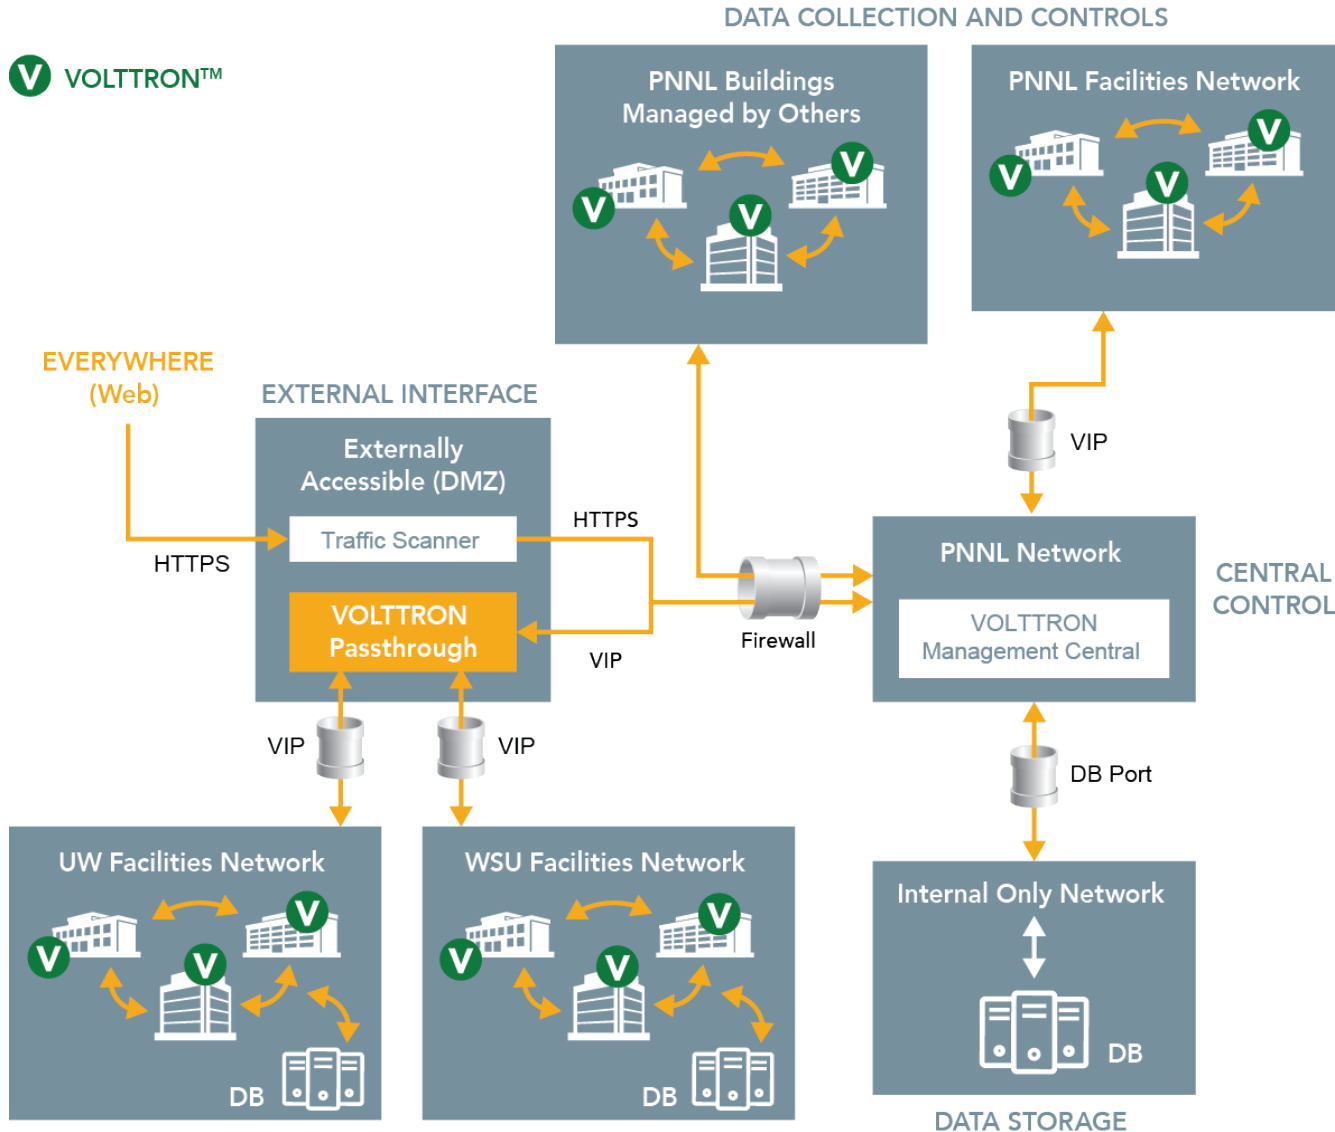 DATA COLLECTION AND CONTROLS
V VOLTTRON™
PNNL Buildings
Managed by Others
V
V
V
PNNL Facilities Network
V
V
V
EVERYWHERE
(Web)
HTTPS
EXTERNAL INTERFACE
Externally
Accessible (DMZ)
Traffic Scanner
HTTPS
VOLTTRON
Passthrough
VIP
Firewall
VIP
PNNL Network
VOLTTRON
Management Central
CENTRAL
CONTROL
VIP
VIP
DB Port
UW Facilities Network
V
V
V
DB
WSU Facilities Network
V
V
V
DB
Internal Only Network
DB
DATA STORAGE